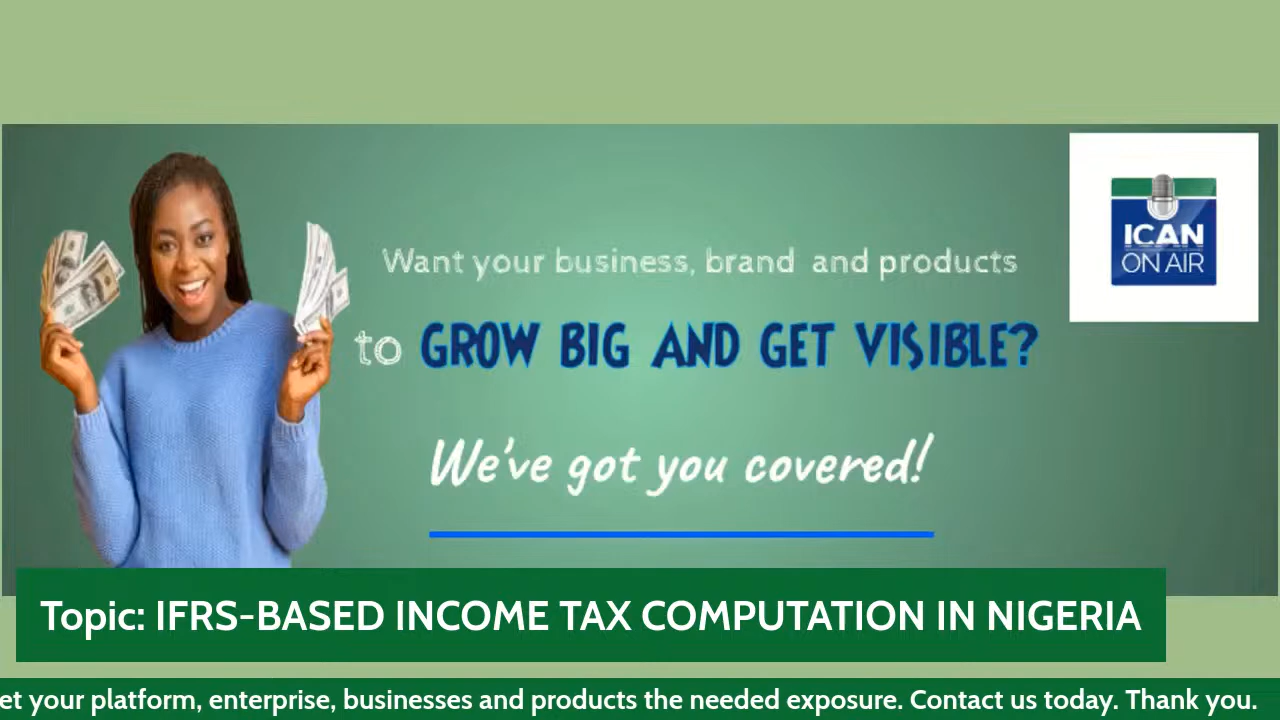 ICAN
ON AIR
Want your business, brand and products
to GROW BIG AND GET VISIBLE?
We've got you covered!
Topic: IFRS-BASED INCOME TAX COMPUTATION IN NIGERIA
et your platform, enterprise, businesses and products the needed exposure. Contact us today. Thank you.